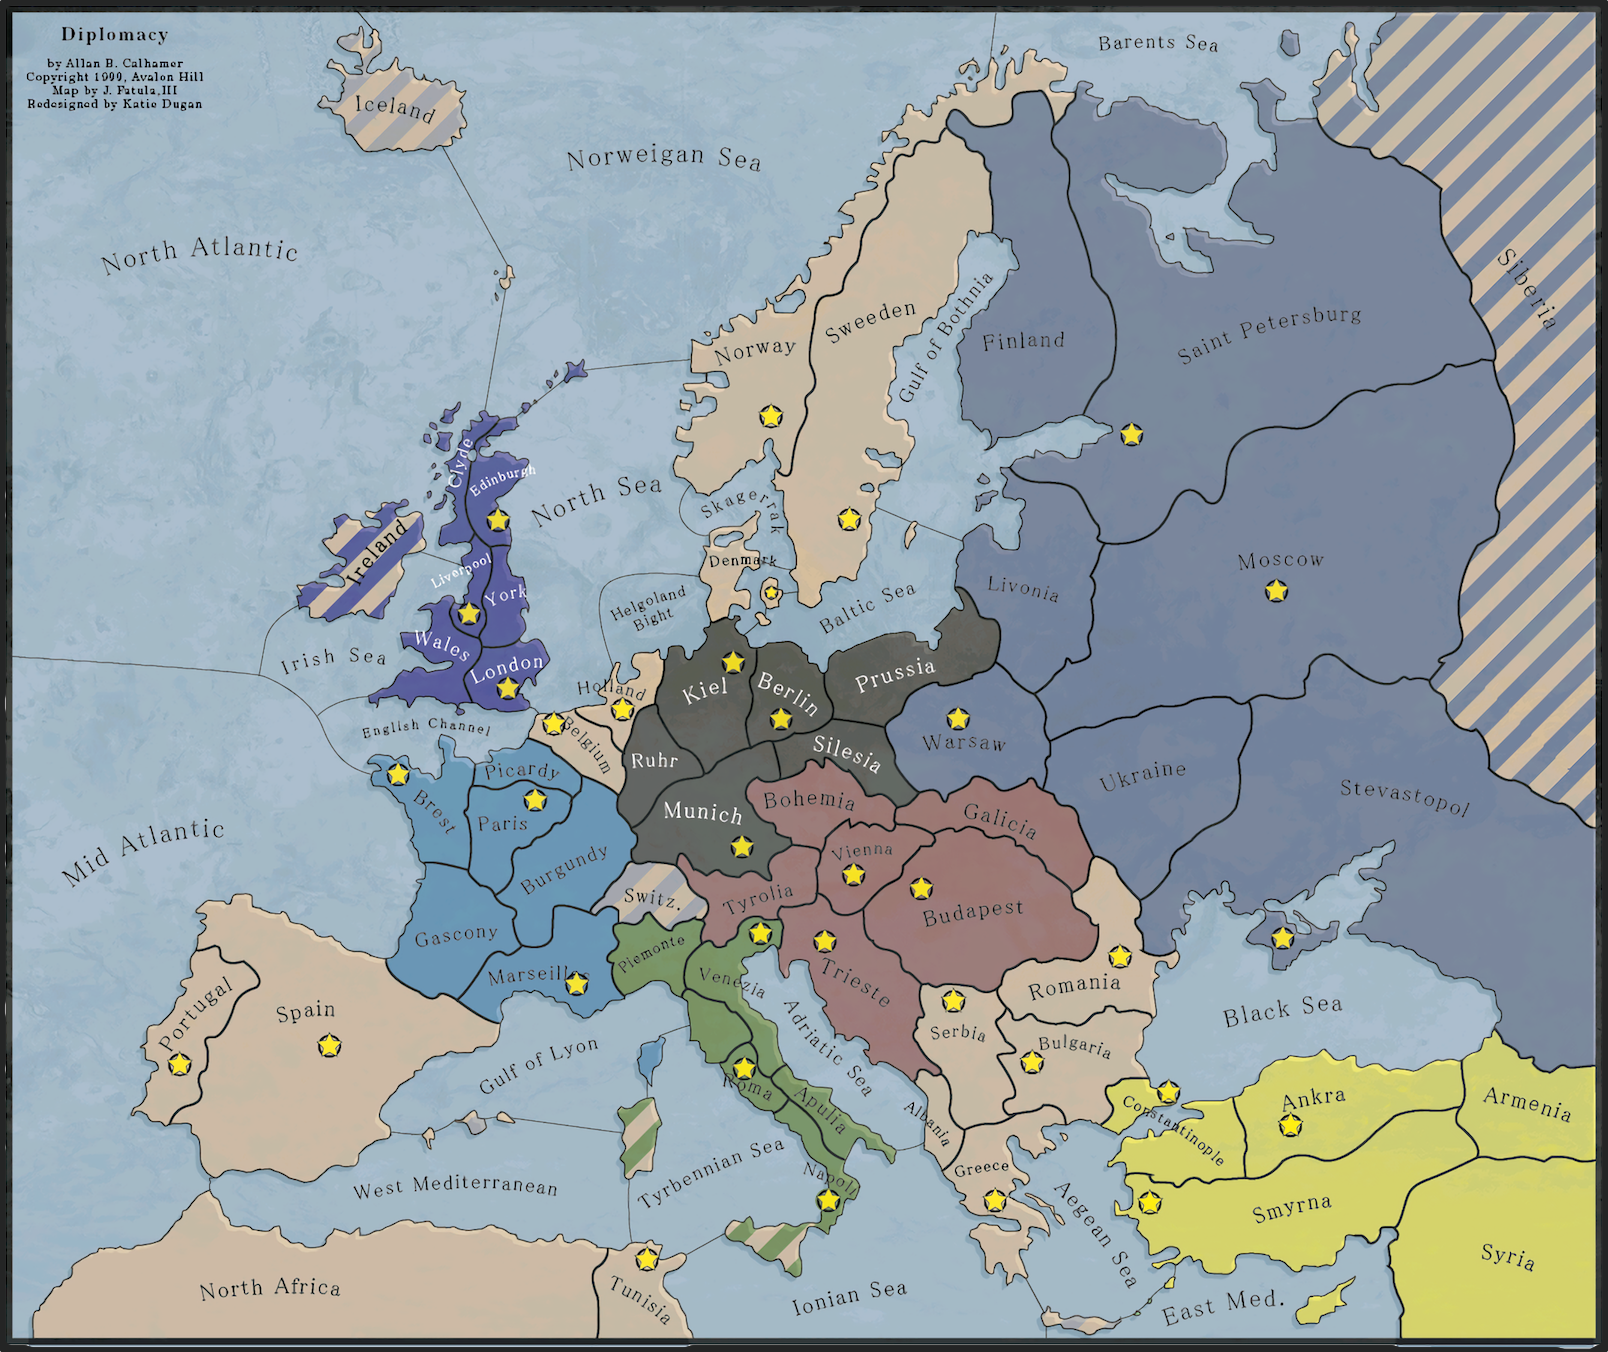 Diplomacy
by Allan B. Calhamer
Copyright 1999, Avalon Hill
Map by J. Fatula,III
Redesigned by Katie Dugan
Barents Sea
Iceland
Norweigan Sea
North Atlantic
Siberia
Sweeden
Gulf of Bothnia
Saint Petersburg
Norway
Finland
Clyde
Edinburgh
North Sea
Skagerrak
Ireland
Liverpool
Denmark
Moscow
York
Helgoland
Bight
Baltic Sea
Livonia
Irish Sea
Wales
London
Holland
Kiel
Berlin
Prussia
English Channel
Belgium
Ruhr
Silesia
Warsaw
Picardy
Ukraine
Stevastopol
Brest
Paris
Munich
Bohemia
Galicia
Mid Atlantic
Burgundy
Vienna
Switz.
Tyrolia
Budapest
Gascony
Piemonte
Marseilles
Venezia
Trieste
Romania
Portugal
Spain
Adriatic Sea
Serbia
Bulgaria
Black Sea
Gulf of Lyon
Roma
Apulia
Albania
Constantinople
Ankra
Armenia
Tyrbennian Sea
Napoli
Greece
West Mediterranean
Aegean Sea
Smyrna
Syria
North Africa
Tunisia
Ionian Sea
East Med.